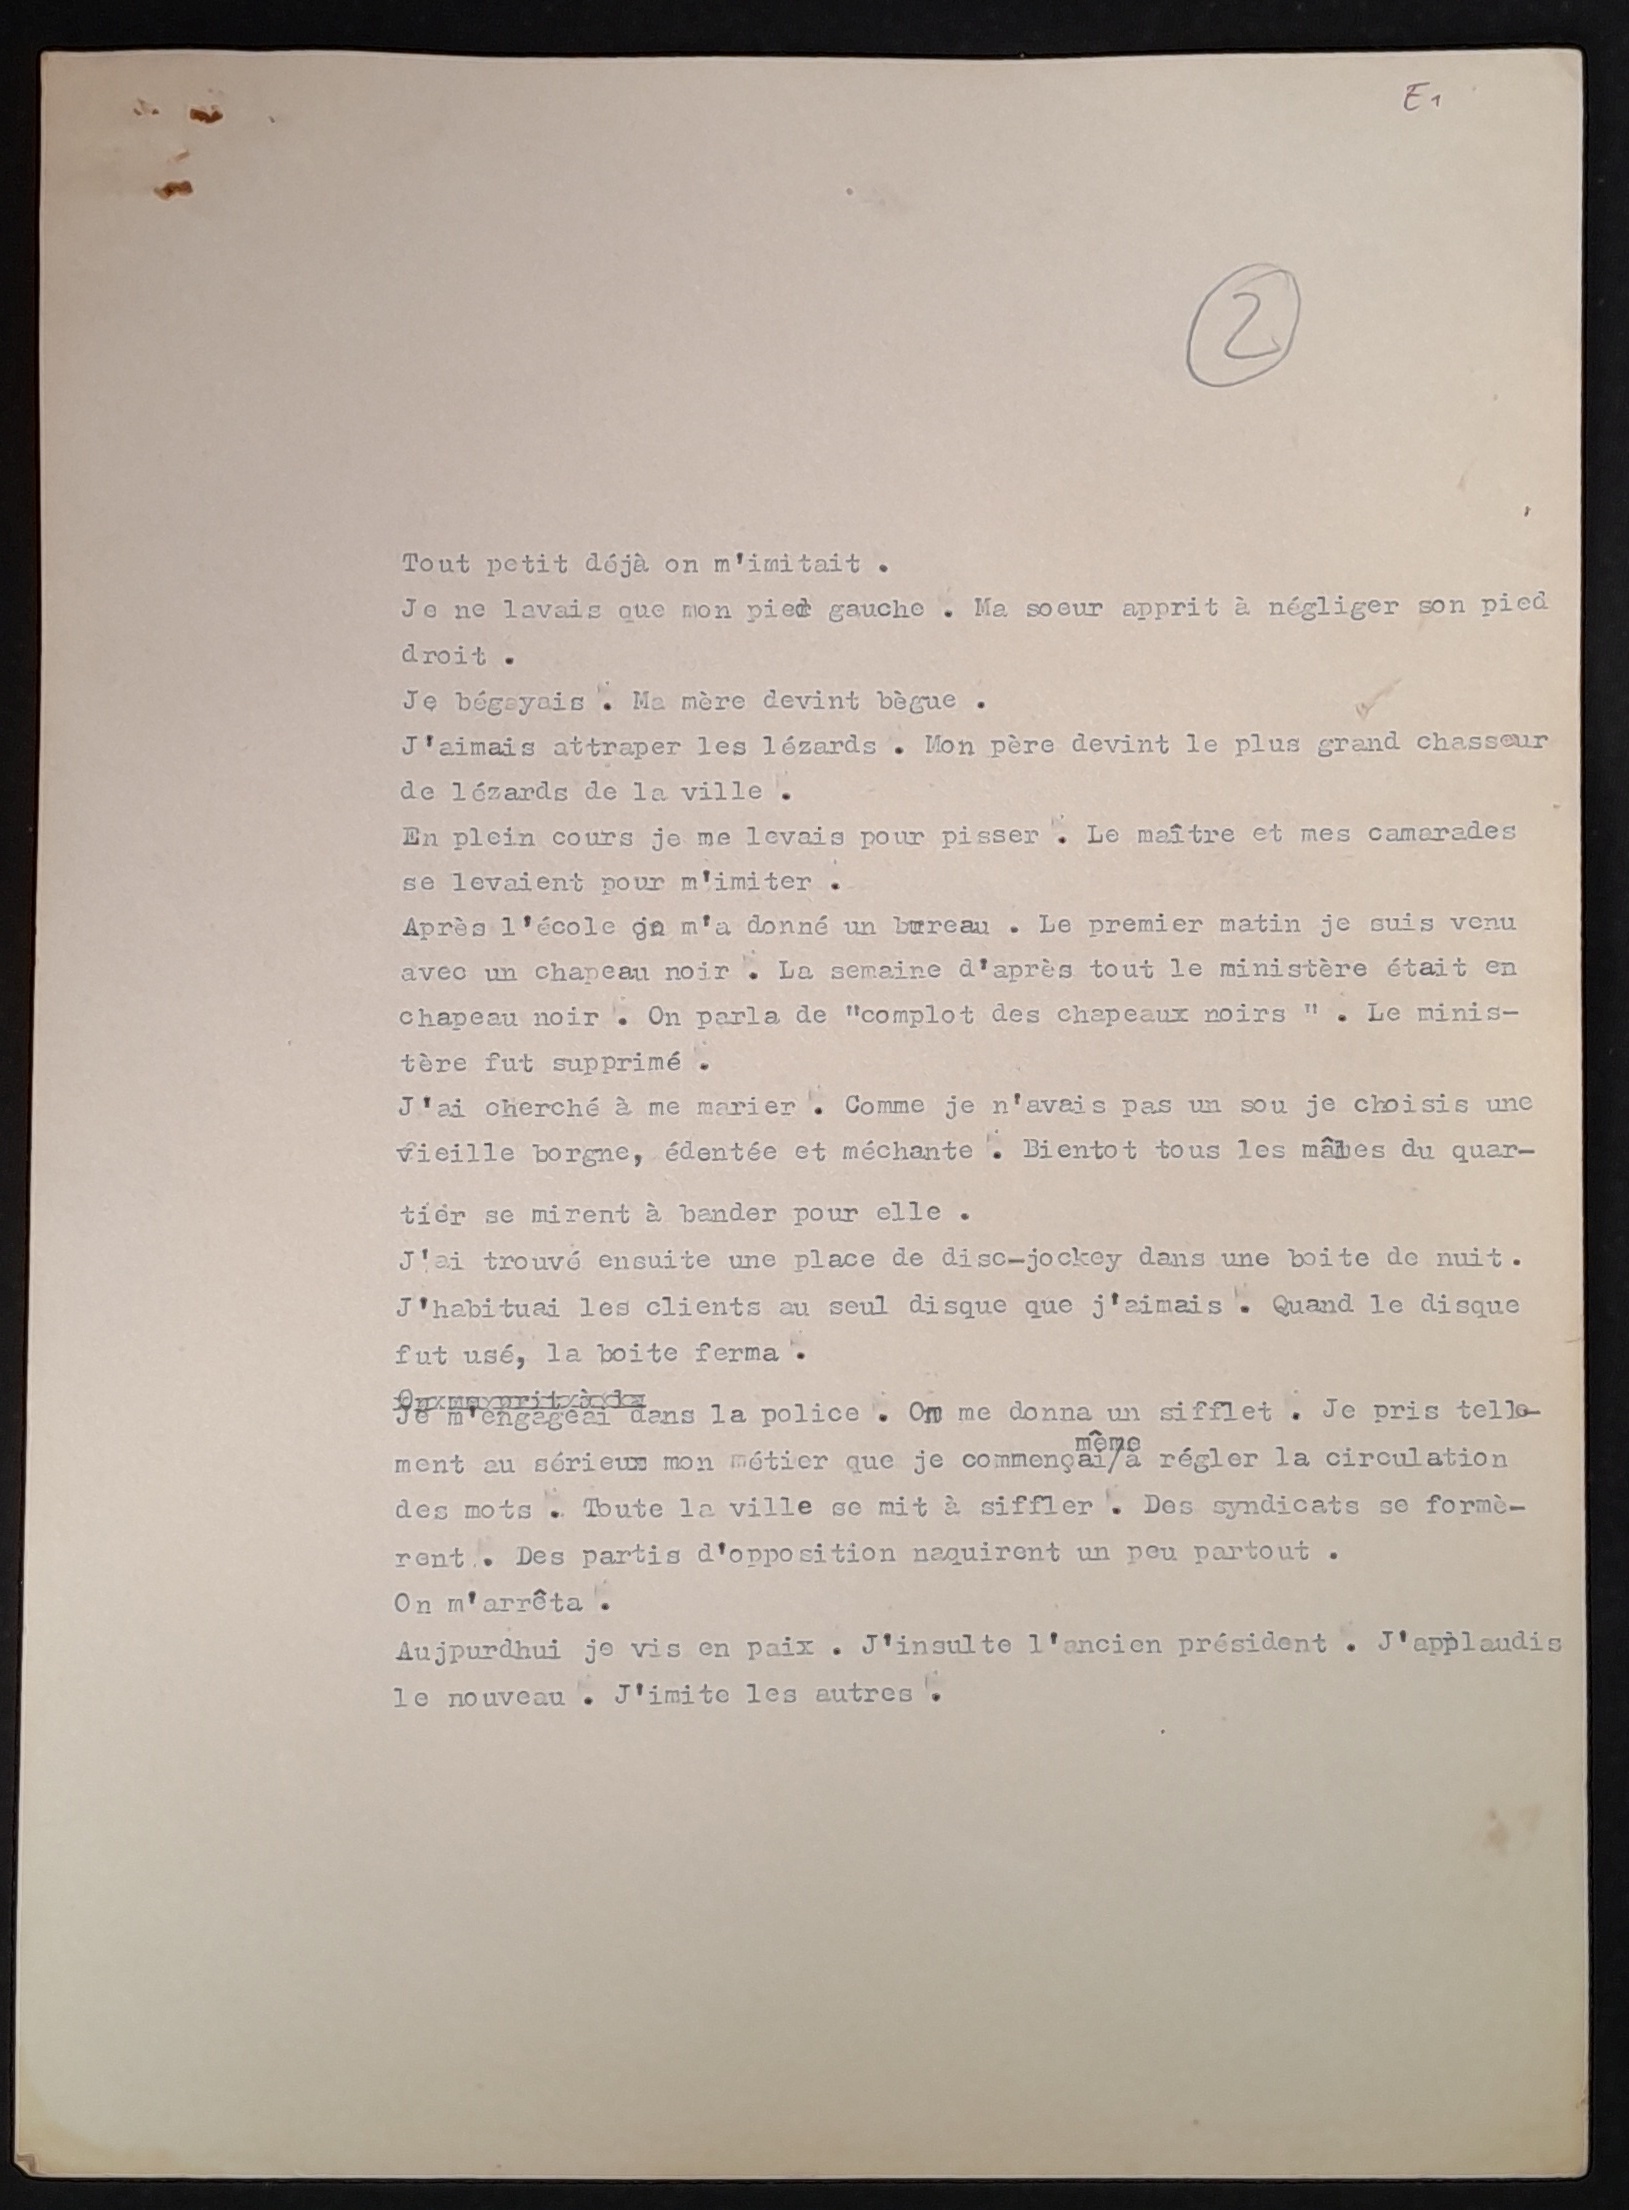 E1
2
Tout petit déjà on m'imitait .
Je ne lavais que mon pied gauche . Ma soeur apprit à négliger son pied
droit .
Je bégayais . Ma mère devint bègue .
J'aimais attraper les lézards . Mon père devint le plus grand chasseur
de lézards de la ville .
En plein cours je me levais pour pisser . Le maître et mes camarades
se levaient pour m'imiter .
Après l'école on m'a donné un bureau . Le premier matin je suis venu
avec un chapeau noir . La semaine d'après tout le ministère était en
chapeau noir . On parla de "complot des chapeaux noirs " . Le minis-
tère fut supprimé .
J'ai cherché à me marier . Comme je n'avais pas un sou je choisis une
vieille borgne, édentée et méchante . Bientot tous les mâles du quar-
tier se mirent à bander pour elle .
J'ai trouvé ensuite une place de disc-jockey dans une boite de nuit.
J'habituai les clients au seul disque que j'aimais . Quand le disque
fut usé, la boite ferma .
On me prit à la
Je m'engageai dans la police . On me donna un sifflet . Je pris telle-
même
ment au sérieux mon métier que je commençai/à régler la circulation
des mots . Toute la ville se mit à siffler . Des syndicats se formè-
rent . Des partis d'opposition naquirent un peu partout .
On m'arrêta .
Aujpurdhui je vis en paix . J'insulte l'ancien président . J'applaudis
le nouveau . J'imite les autres .